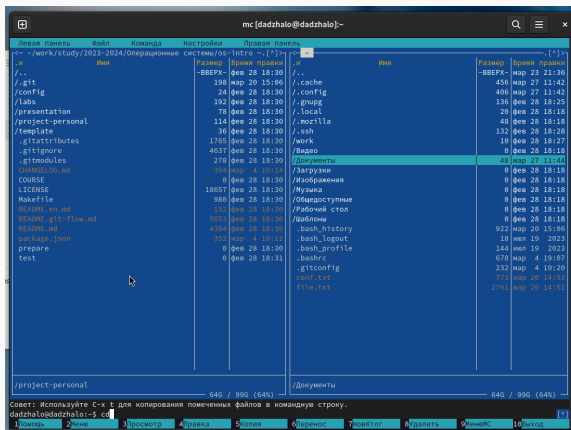 mc [dadzhalo@dadzhalo]:~
Левая панель Файл Команда Настройки Правая панель
<- ~/work/study/2023-2024/Операционные системы/os-intro ~.[^]>
.и Имя Размер Время правки
/.. -ВВЕРХ- фев 28 18:30
/.git 198 мар 20 15:06
/config 24 фев 28 18:30
/labs 192 фев 28 18:30
/presentation 78 фев 28 18:30
/project-personal 114 фев 28 18:30
/template 36 фев 28 18:30
.gitattributes 1765 фев 28 18:30
.gitignore 4637 фев 28 18:30
.gitmodules 278 фев 28 18:30
CHANGELOG.md 304 мар 4 19:14
COURSE 0 фев 28 18:30
LICENSE 18657 фев 28 18:30
Makefile 980 фев 28 18:30
README.en.md 152 фев 28 18:30
README.git-flow.md 5653 фев 28 18:30
README.md 4304 фев 28 18:30
package.json 352 мар 4 19:12
prepare 0 фев 28 18:30
test 0 фев 28 18:31
/project-personal
64G / 99G (64%)
<- ~ .[^]>
.и Имя Размер Время правки
/.. -ВВЕРХ- мар 23 21:36
/.cache 456 мар 27 11:42
/.config 406 мар 27 11:42
/.gnupg 136 фев 28 18:25
/.local 20 фев 28 18:18
/.mozilla 48 фев 28 18:18
/.ssh 132 фев 28 18:28
/work 10 фев 28 18:27
/Видео 0 фев 28 18:18
/Документы 48 мар 27 11:44
/Загрузки 0 фев 28 18:18
/Изображения 0 фев 28 18:18
/Музыка 0 фев 28 18:18
/Общедоступные 0 фев 28 18:18
/Рабочий стол 0 фев 28 18:18
/Шаблоны 0 фев 28 18:18
.bash_history 922 мар 20 15:06
.bash_logout 18 июл 19 2023
.bash_profile 144 июл 19 2023
.bashrc 678 мар 4 19:07
.gitconfig 232 мар 4 19:20
conf.txt 773 мар 20 14:53
file.txt 2791 мар 20 14:52
/Документы
64G / 99G (64%)
Совет: Используйте C-x t для копирования помеченных файлов в командную строку.
dadzhalo@dadzhalo:~$ cd [^]
1Помощь 2Меню 3Просмотр 4Правка 5Копия 6Перенос 7НовКтлг 8Удалить 9МенюMC 10Выход